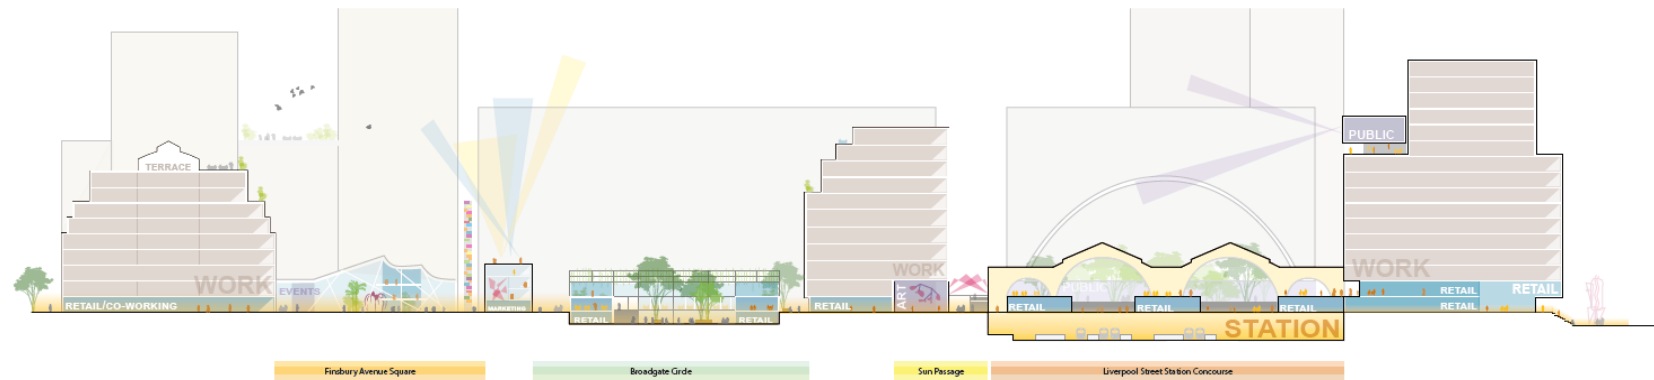 TERRACE
WORK
RETAIL/CO-WORKING
EVENTS
MARKETING
RETAIL
RETAIL
WORK
RETAIL
ART
PUBLIC
RETAIL
RETAIL
RETAIL
STATION
PUBLIC
WORK
RETAIL
RETAIL
RETAIL
Finsbury Avenue Square
Broadgate Circle
Sun Passage
Liverpool Street Station Concourse